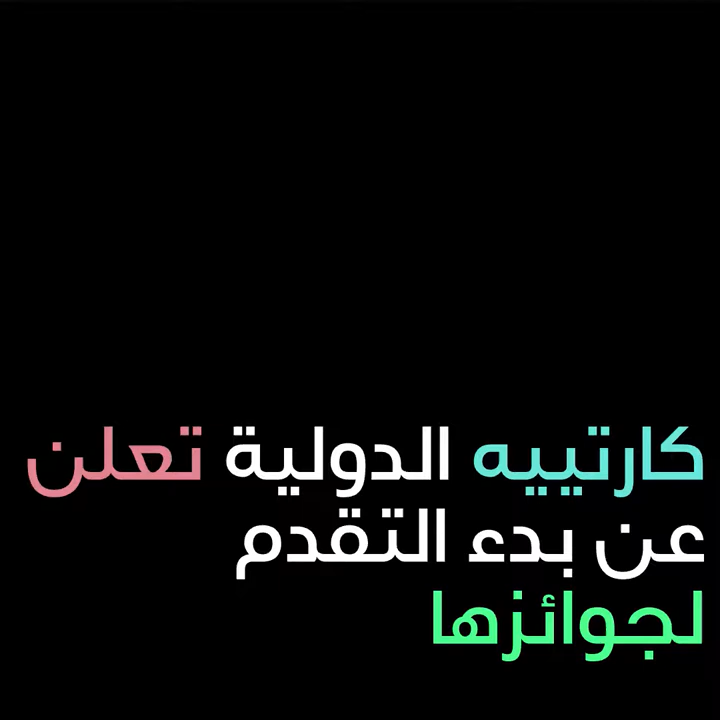 كارتييه الدولية تعلن
عن بدء التقدم
لجوائزها